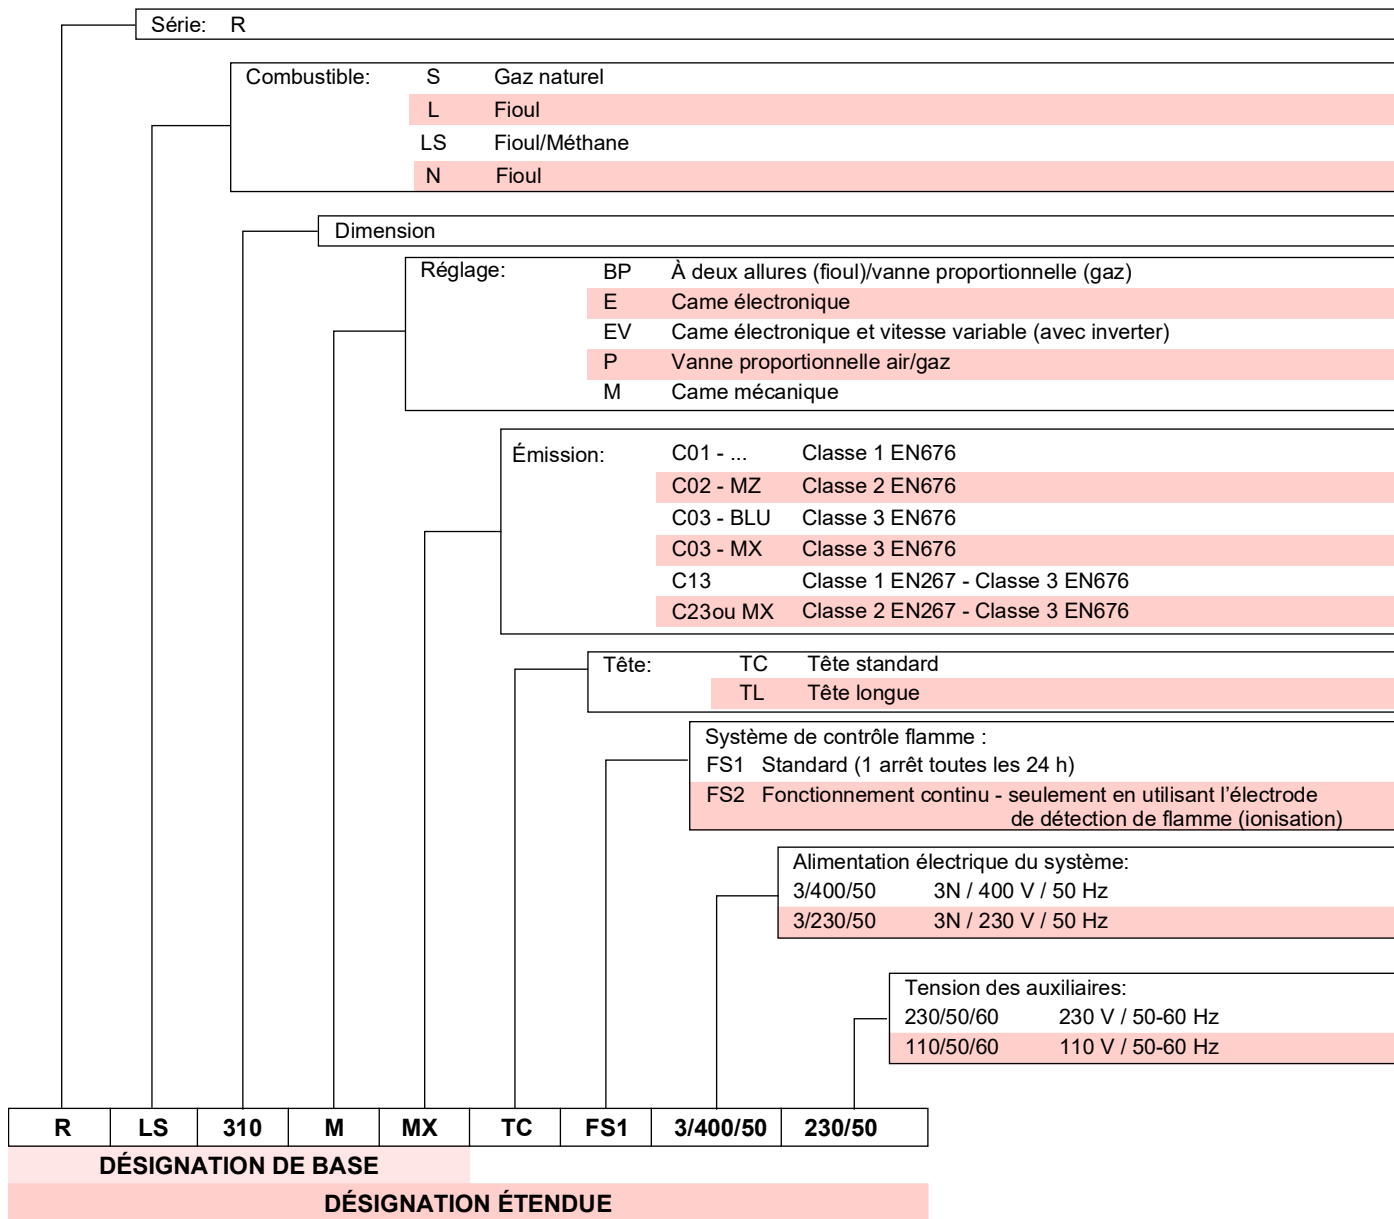 Série: R
Combustible: S Gaz naturel
L Fioul
LS Fioul/Méthane
N Fioul
Dimension
Réglage: BP À deux allures (fioul)/vanne proportionnelle (gaz)
E Came électronique
EV Came électronique et vitesse variable (avec inverter)
P Vanne proportionnelle air/gaz
M Came mécanique
Émission: C01 - ... Classe 1 EN676
C02 - MZ Classe 2 EN676
C03 - BLU Classe 3 EN676
C03 - MX Classe 3 EN676
C13 Classe 1 EN267 - Classe 3 EN676
C23ou MX Classe 2 EN267 - Classe 3 EN676
Tête: TC Tête standard
TL Tête longue
Système de contrôle flamme :
FS1 Standard (1 arrêt toutes les 24 h)
FS2 Fonctionnement continu - seulement en utilisant l’électrode
de détection de flamme (ionisation)
Alimentation électrique du système:
3/400/50 3N / 400 V / 50 Hz
3/230/50 3N / 230 V / 50 Hz
Tension des auxiliaires:
230/50/60 230 V / 50-60 Hz
110/50/60 110 V / 50-60 Hz
R LS 310 M MX TC FS1 3/400/50 230/50
DÉSIGNATION DE BASE
DÉSIGNATION ÉTENDUE